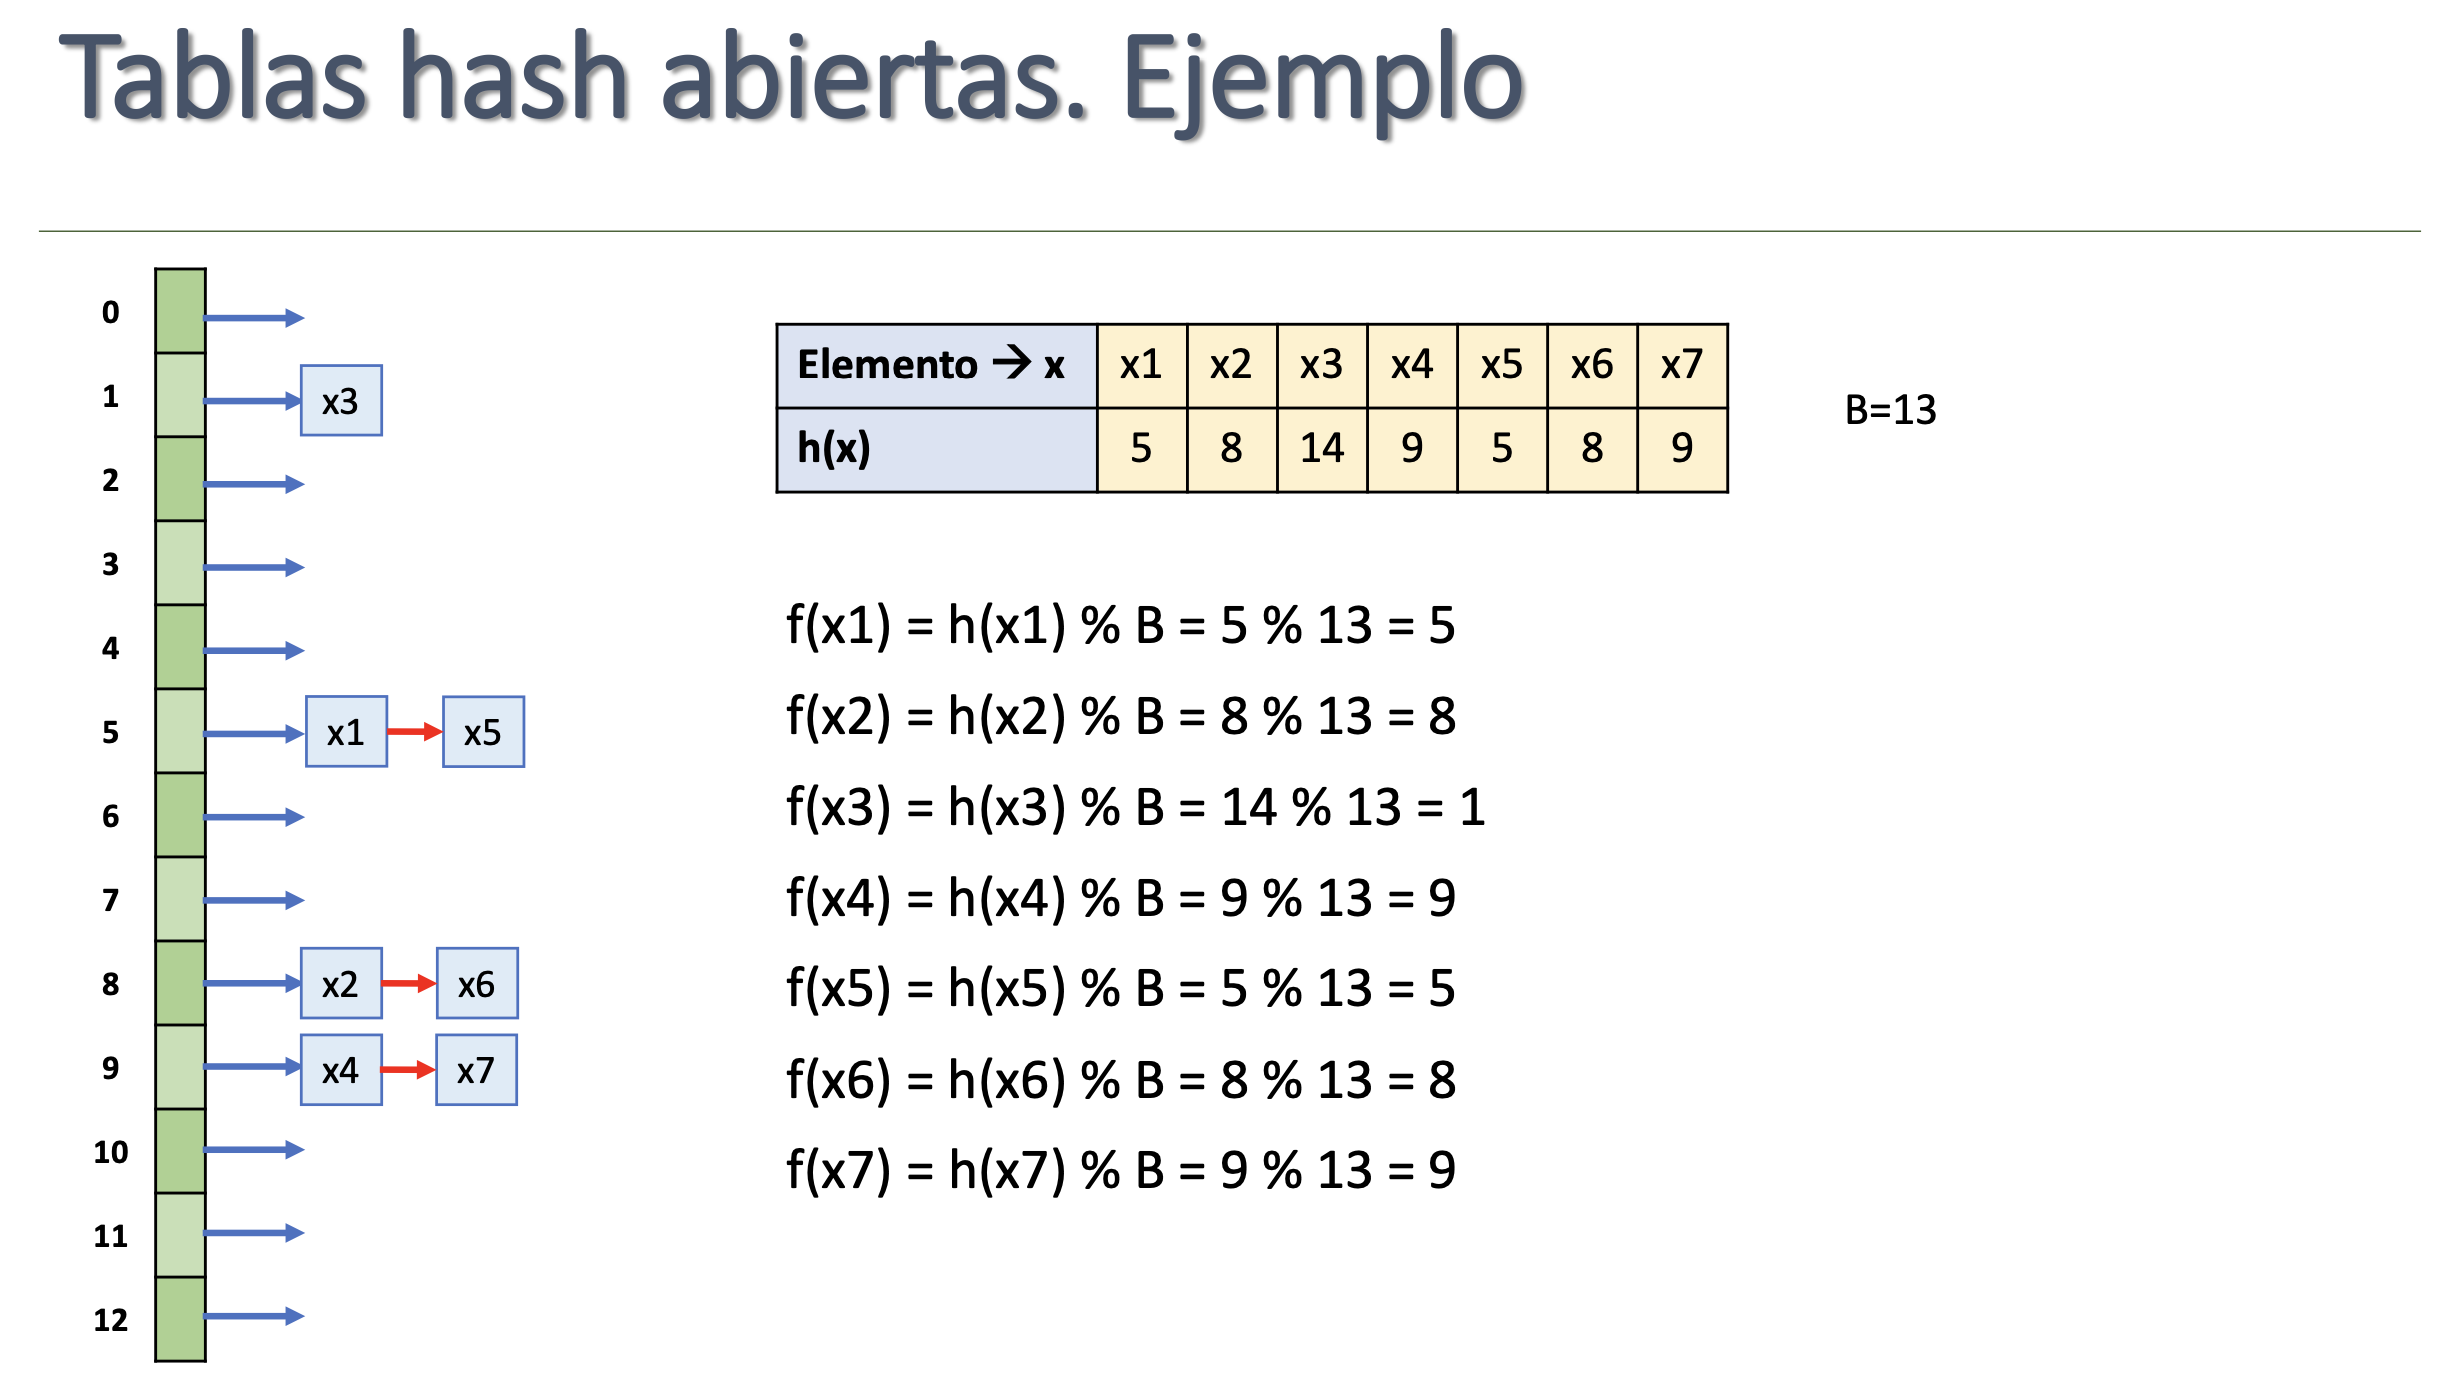 Tablas hash abiertas. Ejemplo
0
1 x3
2
3
4
5 x1 x5
6
7
8 x2 x6
9 x4 x7
10
11
12
Elemento → x x1 x2 x3 x4 x5 x6 x7
h(x) 5 8 14 9 5 8 9
B=13
f(x1) = h(x1) % B = 5 % 13 = 5
f(x2) = h(x2) % B = 8 % 13 = 8
f(x3) = h(x3) % B = 14 % 13 = 1
f(x4) = h(x4) % B = 9 % 13 = 9
f(x5) = h(x5) % B = 5 % 13 = 5
f(x6) = h(x6) % B = 8 % 13 = 8
f(x7) = h(x7) % B = 9 % 13 = 9